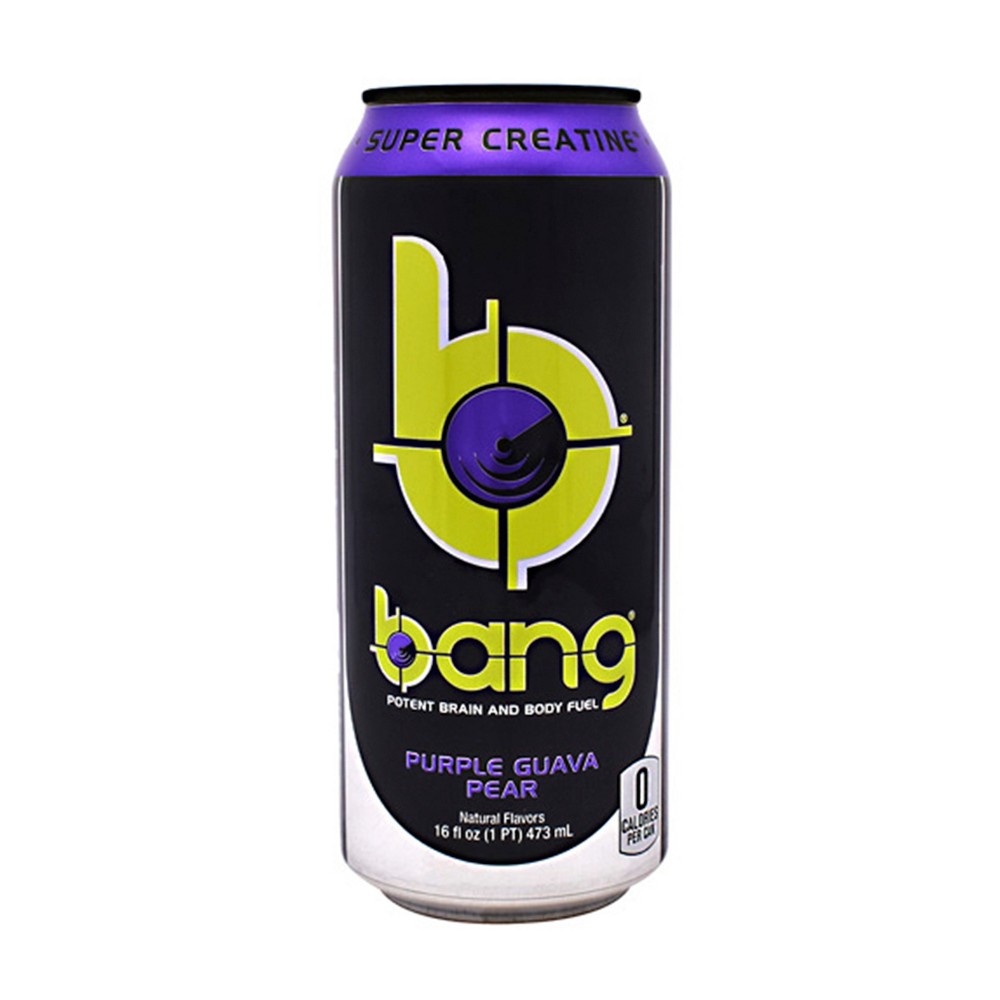 · SUPER CREATINE™ ·
b®
bang®
POTENT BRAIN AND BODY FUEL
PURPLE GUAVA
PEAR
Natural Flavors
16 fl oz (1 PT) 473 mL
0
CALORIES
PER CAN